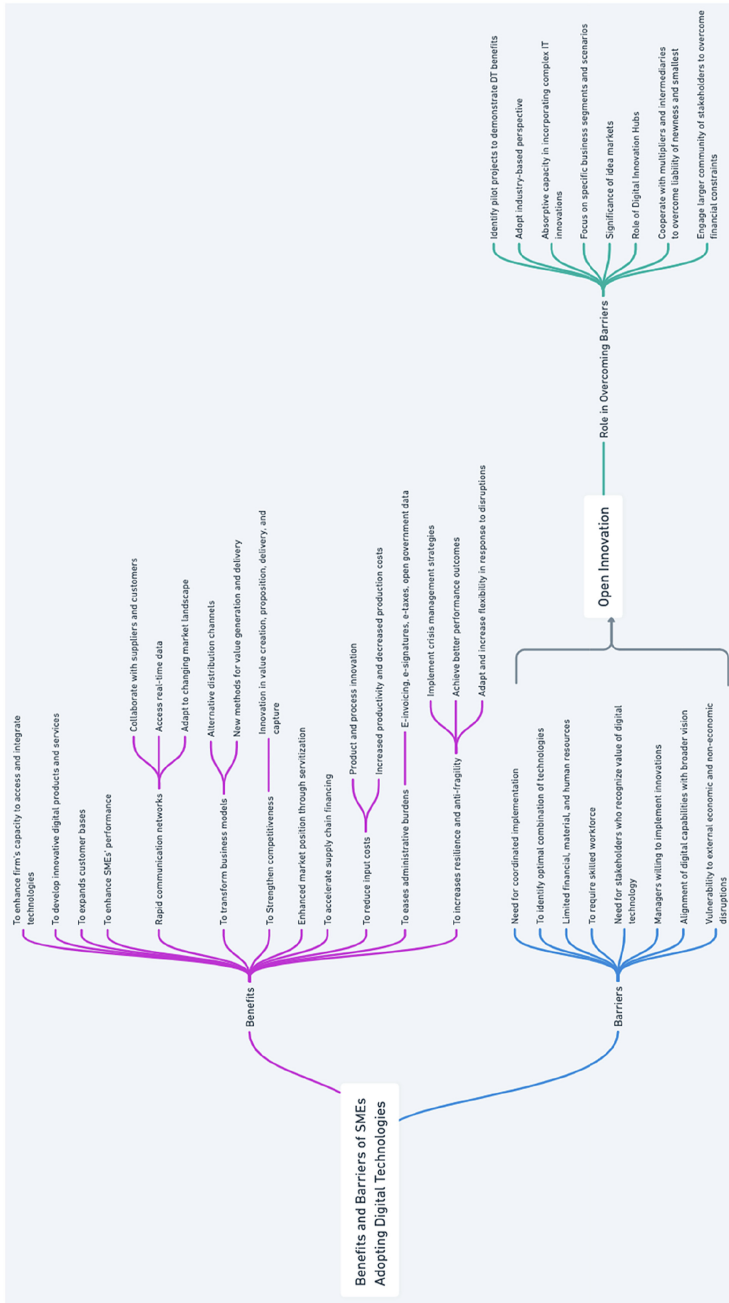 Benefits and Barriers of SMEs
Adopting Digital Technologies
Benefits
To enhance firm's capacity to access and integrate
technologies
To develop innovative digital products and services
To expands customer bases
To enhance SMEs' performance
Rapid communication networks
Collaborate with suppliers and customers
Access real-time data
Adapt to changing market landscape
To transform business models
Alternative distribution channels
New methods for value generation and delivery
To Strengthen competitiveness
Innovation in value creation, proposition, delivery, and
capture
Enhanced market position through servitization
To accelerate supply chain financing
To reduce input costs
Product and process innovation
Increased productivity and decreased production costs
To eases administrative burdens
E-invoicing, e-signatures, e-taxes, open government data
To increases resilience and anti-fragility
Implement crisis management strategies
Achieve better performance outcomes
Adapt and increase flexibility in response to disruptions
Barriers
Need for coordinated implementation
To identify optimal combination of technologies
Limited financial, material, and human resources
To require skilled workforce
Need for stakeholders who recognize value of digital
technology
Managers willing to implement innovations
Alignment of digital capabilities with broader vision
Vulnerability to external economic and non-economic
disruptions
Open Innovation
Role in Overcoming Barriers
Identify pilot projects to demonstrate DT benefits
Adopt industry-based perspective
Absorptive capacity in incorporating complex IT
innovations
Focus on specific business segments and scenarios
Significance of idea markets
Role of Digital Innovation Hubs
Cooperate with multipliers and intermediaries
to overcome liability of newness and smallest
Engage larger community of stakeholders to overcome
financial constraints